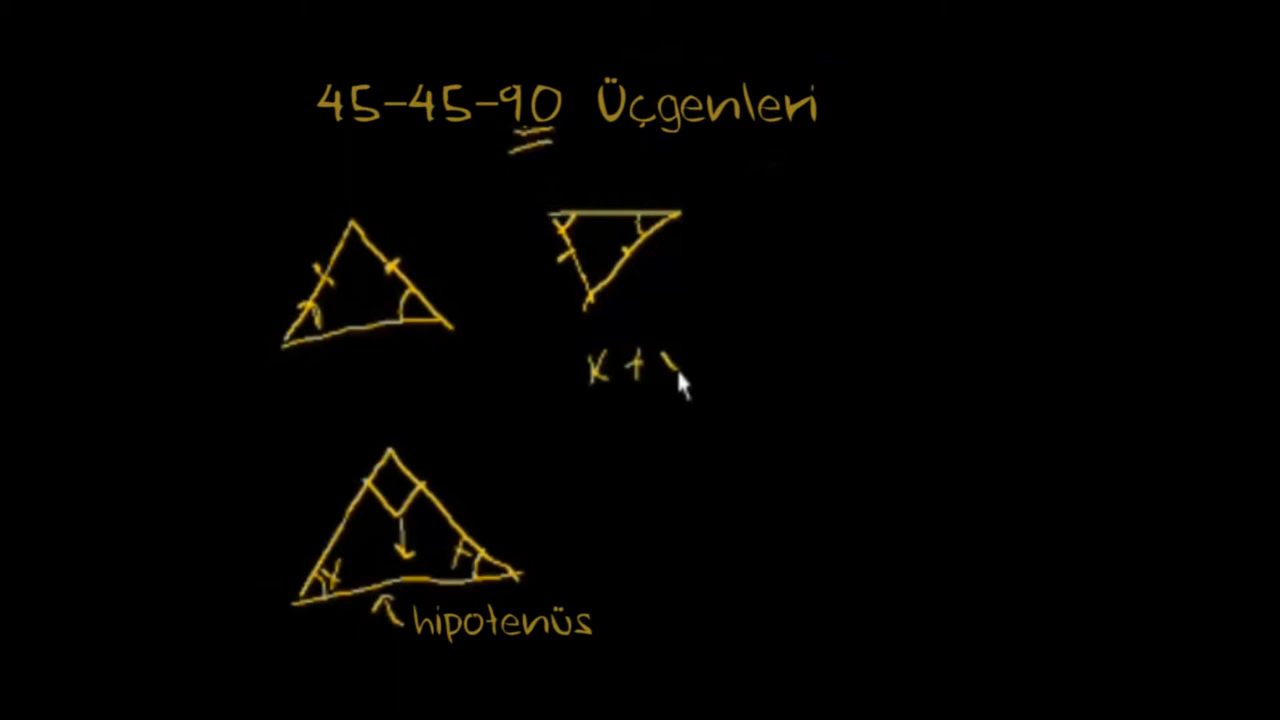 45-45-90 Üçgenleri
x +
x x
hipotenüs